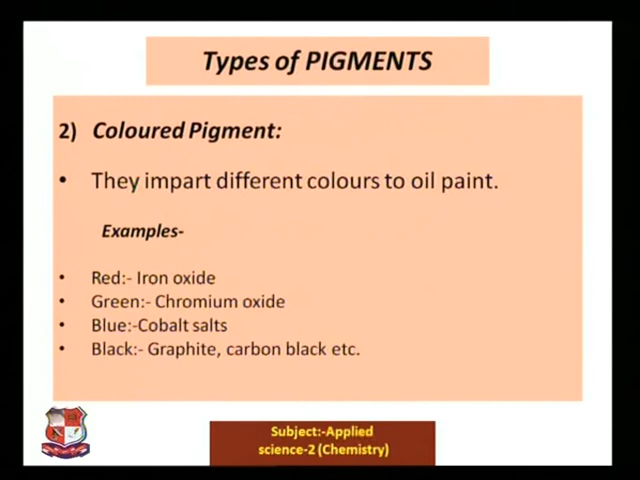 Types of PIGMENTS
2) Coloured Pigment:
• They impart different colours to oil paint.
Examples-
• Red:- Iron oxide
• Green:- Chromium oxide
• Blue:-Cobalt salts
• Black:- Graphite, carbon black etc.
Subject:-Applied
science-2 (Chemistry)